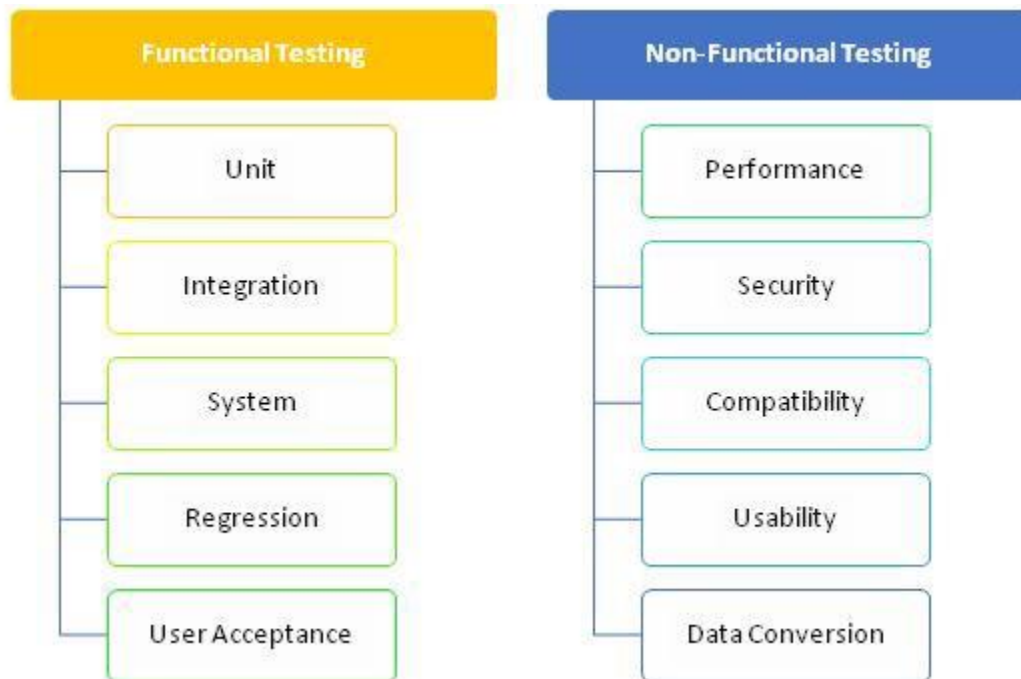 Functional Testing
Unit
Integration
System
Regression
User Acceptance
Non-Functional Testing
Performance
Security
Compatibility
Usability
Data Conversion